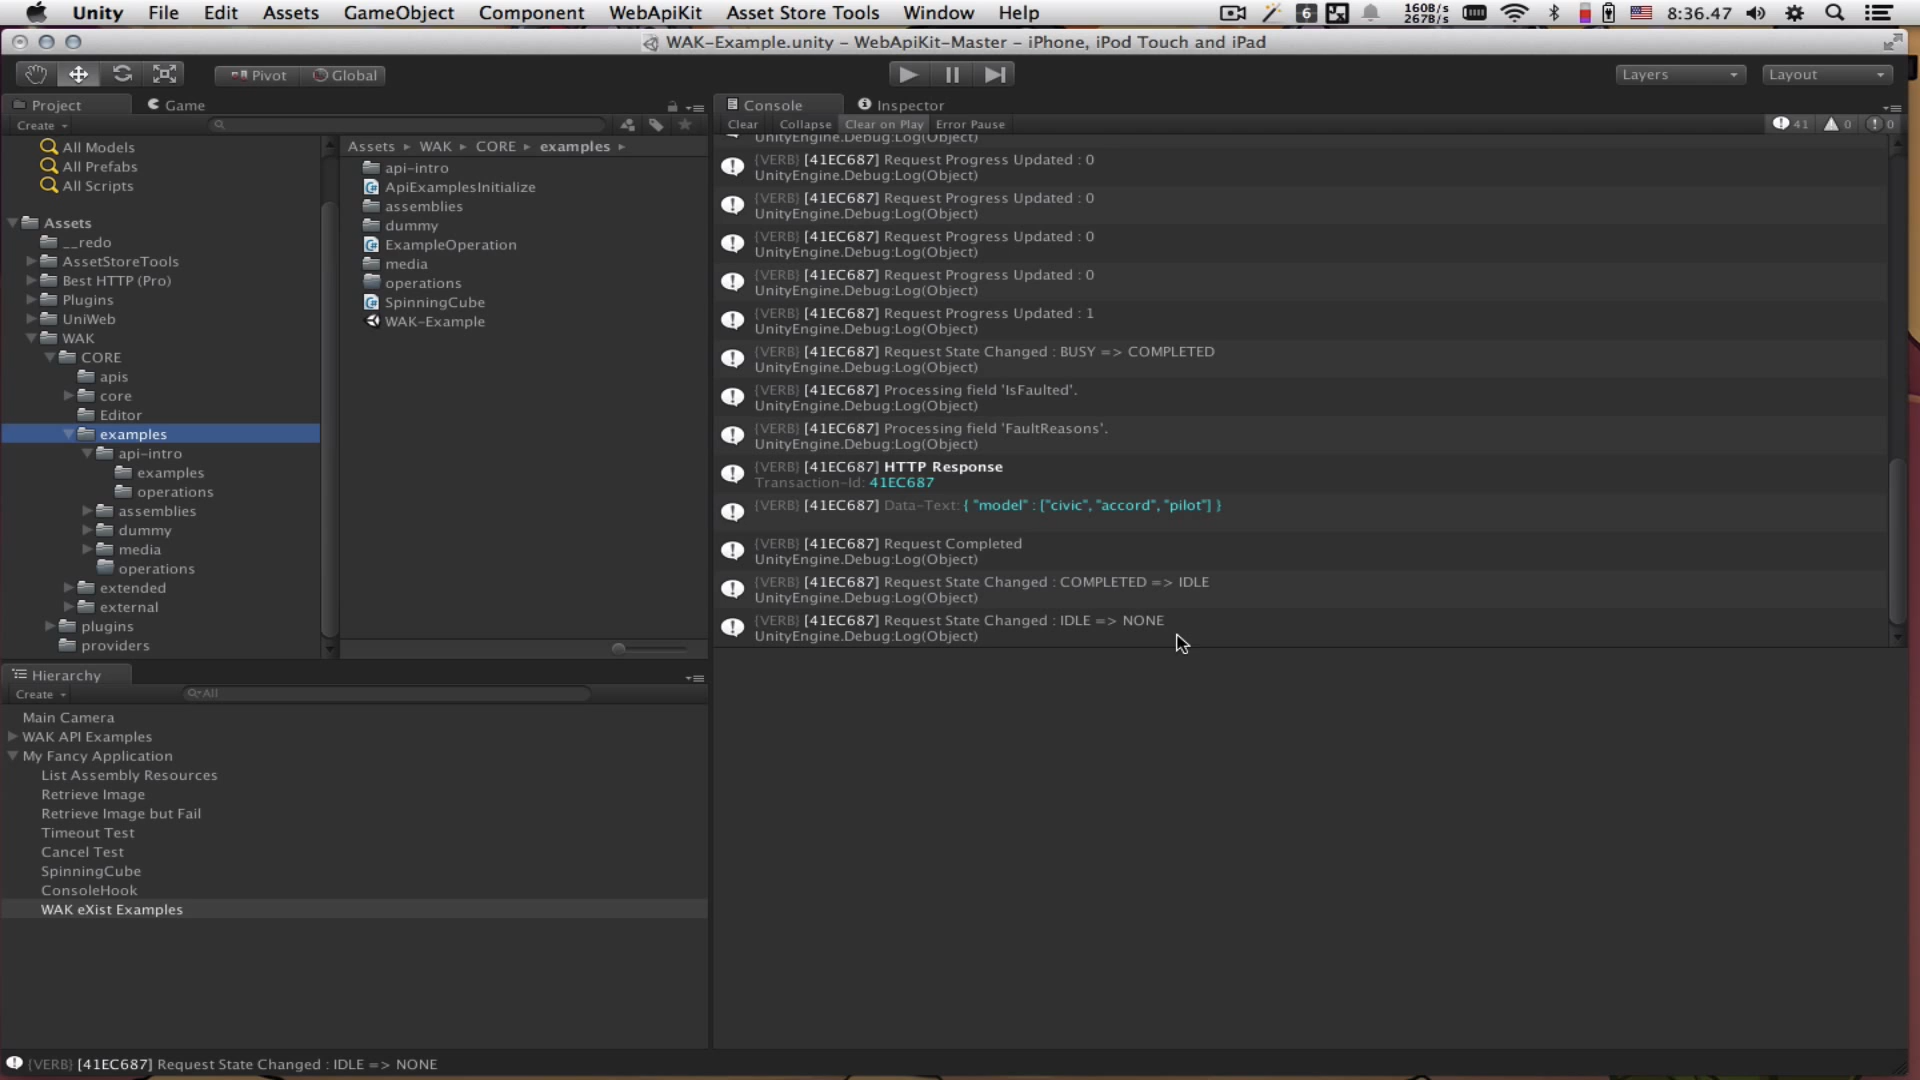 Unity File Edit Assets GameObject Component WebApiKit Asset Store Tools Window Help 6 160B/s 267B/s 8:36.47
WAK-Example.unity – WebApiKit-Master – iPhone, iPod Touch and iPad
Pivot Global Layers Layout
Project Game
Create
All Models
All Prefabs
All Scripts
Assets
__redo
AssetStoreTools
Best HTTP (Pro)
Plugins
UniWeb
WAK
CORE
apis
core
Editor
examples
api-intro
examples
operations
assemblies
dummy
media
operations
extended
external
plugins
providers
Assets WAK CORE examples
api-intro
ApiExamplesInitialize
assemblies
dummy
ExampleOperation
media
operations
SpinningCube
WAK-Example
Hierarchy
Create All
Main Camera
WAK API Examples
My Fancy Application
List Assembly Resources
Retrieve Image
Retrieve Image but Fail
Timeout Test
Cancel Test
SpinningCube
ConsoleHook
WAK eXist Examples
Console Inspector
Clear Collapse Clear on Play Error Pause 41 0 0
UnityEngine.Debug:Log(Object)
{VERB} [41EC687] Request Progress Updated : 0
UnityEngine.Debug:Log(Object)
{VERB} [41EC687] Request Progress Updated : 0
UnityEngine.Debug:Log(Object)
{VERB} [41EC687] Request Progress Updated : 0
UnityEngine.Debug:Log(Object)
{VERB} [41EC687] Request Progress Updated : 0
UnityEngine.Debug:Log(Object)
{VERB} [41EC687] Request Progress Updated : 1
UnityEngine.Debug:Log(Object)
{VERB} [41EC687] Request State Changed : BUSY => COMPLETED
UnityEngine.Debug:Log(Object)
{VERB} [41EC687] Processing field 'IsFaulted'.
UnityEngine.Debug:Log(Object)
{VERB} [41EC687] Processing field 'FaultReasons'.
UnityEngine.Debug:Log(Object)
{VERB} [41EC687] HTTP Response
Transaction-Id: 41EC687
{VERB} [41EC687] Data-Text: { "model" : ["civic", "accord", "pilot"] }
{VERB} [41EC687] Request Completed
UnityEngine.Debug:Log(Object)
{VERB} [41EC687] Request State Changed : COMPLETED => IDLE
UnityEngine.Debug:Log(Object)
{VERB} [41EC687] Request State Changed : IDLE => NONE
UnityEngine.Debug:Log(Object)
{VERB} [41EC687] Request State Changed : IDLE => NONE